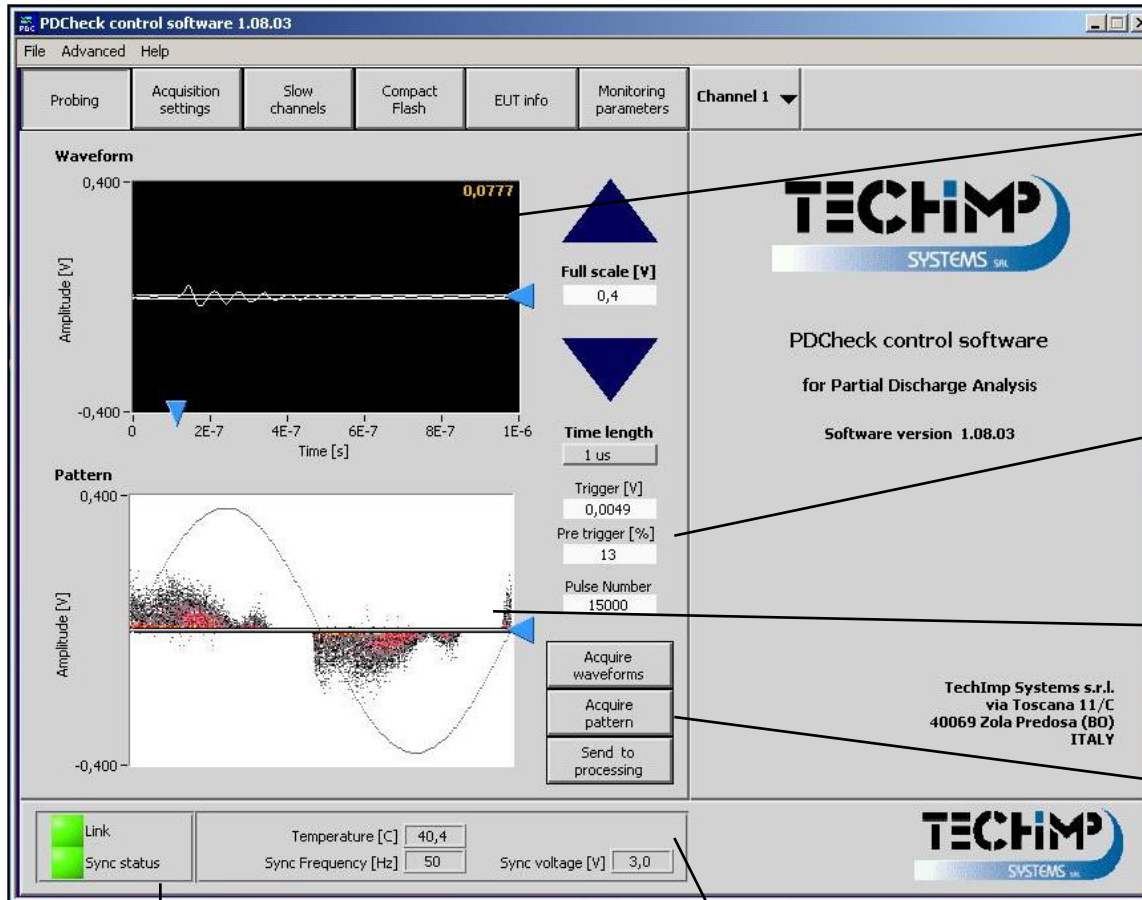 PDCheck control software 1.08.03
File Advanced Help
Probing
Acquisition
settings
Slow
channels
Compact
Flash
EUT info
Monitoring
parameters
Channel 1
Waveform
0,400
0,0777
Amplitude [V]
-0,400
0 2E-7 4E-7 6E-7 8E-7 1E-6
Time [s]
Full scale [V]
0,4
Time length
1 us
Trigger [V]
0,0049
Pre trigger [%]
13
Pulse Number
15000
Pattern
0,400
Amplitude [V]
-0,400
Acquire
waveforms
Acquire
pattern
Send to
processing
TECHIMP
SYSTEMS SRL
PDCheck control software
for Partial Discharge Analysis
Software version 1.08.03
TechImp Systems s.r.l.
via Toscana 11/C
40069 Zola Predosa (BO)
ITALY
Link
Sync status
Temperature [C] 40,4
Sync Frequency [Hz] 50 Sync voltage [V] 3,0
TECHIMP
SYSTEMS